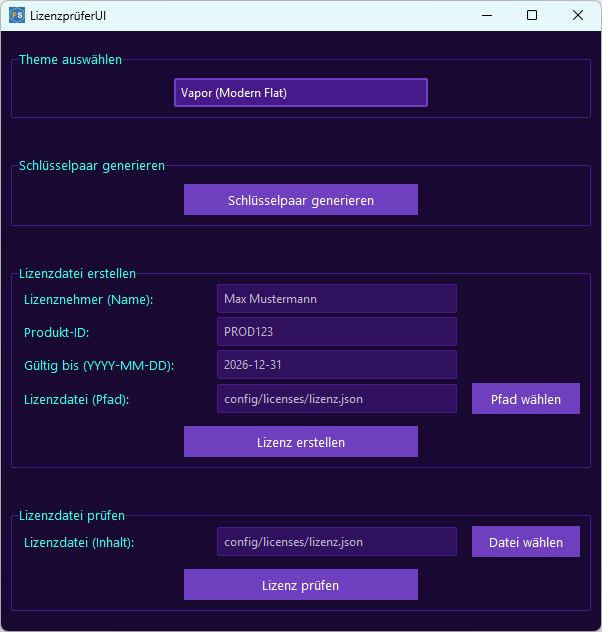 FS LizenzprüferUI
Theme auswählen
Vapor (Modern Flat)
Schlüsselpaar generieren
Schlüsselpaar generieren
Lizenzdatei erstellen
Lizenznehmer (Name): Max Mustermann
Produkt-ID: PROD123
Gültig bis (YYYY-MM-DD): 2026-12-31
Lizenzdatei (Pfad): config/licenses/lizenz.json Pfad wählen
Lizenz erstellen
Lizenzdatei prüfen
Lizenzdatei (Inhalt): config/licenses/lizenz.json Datei wählen
Lizenz prüfen